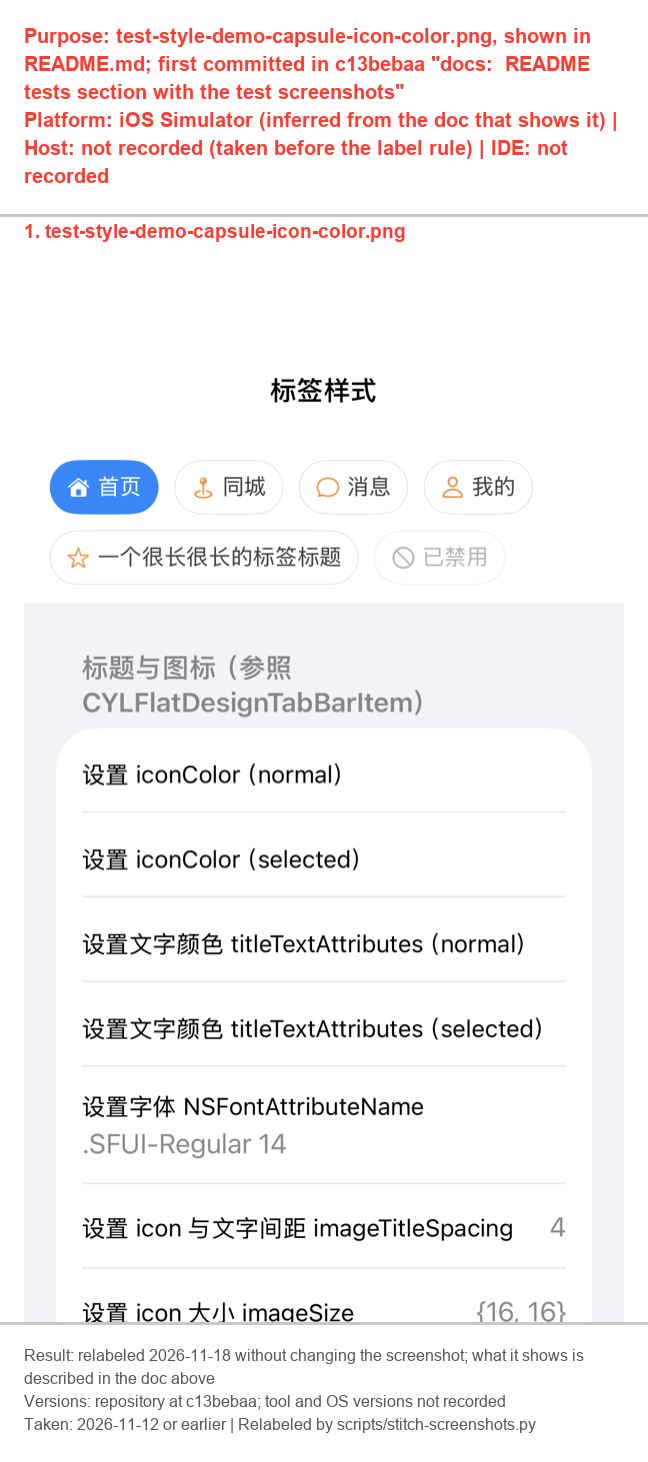 Purpose: test-style-demo-capsule-icon-color.png, shown in
README.md; first committed in c13bebaa "docs:  README
tests section with the test screenshots"
Platform: iOS Simulator (inferred from the doc that shows it) |
Host: not recorded (taken before the label rule) | IDE: not
recorded
1. test-style-demo-capsule-icon-color.png
标签样式
首页 同城 消息 我的
一个很长很长的标签标题 已禁用
标题与图标（参照
CYLFlatDesignTabBarItem）
设置 iconColor（normal）
设置 iconColor（selected）
设置文字颜色 titleTextAttributes（normal）
设置文字颜色 titleTextAttributes（selected）
设置字体 NSFontAttributeName
.SFUI-Regular 14
设置 icon 与文字间距 imageTitleSpacing 4
设置 icon 大小 imageSize {16, 16}
Result: relabeled 2026-11-18 without changing the screenshot; what it shows is
described in the doc above
Versions: repository at c13bebaa; tool and OS versions not recorded
Taken: 2026-11-12 or earlier | Relabeled by scripts/stitch-screenshots.py